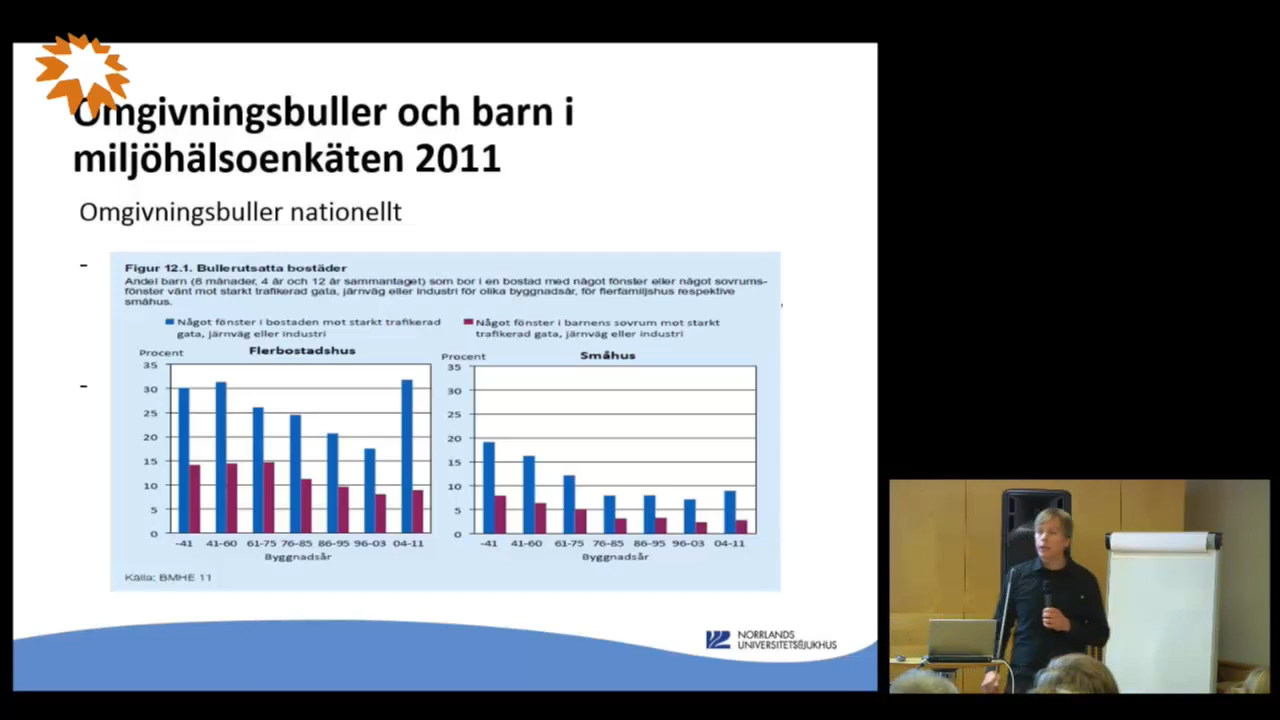 Omgivningsbuller och barn i
miljöhälsoenkäten 2011
Omgivningsbuller nationellt
-
Figur 12.1. Bullerutsatta bostäder
Andel barn (8 månader, 4 år och 12 år sammantaget) som bor i en bostad med något fönster eller något sovrums-
fönster vänt mot starkt trafikerad gata, järnväg eller industri för olika byggnadsår, för flerfamiljshus respektive
småhus.
Något fönster i bostaden mot starkt trafikerad
gata, järnväg eller industri
Något fönster i barnens sovrum mot starkt
trafikerad gata, järnväg eller industri
Procent
Flerbostadshus
35
30
25
20
15
10
5
0
-41 41-60 61-75 76-85 86-95 96-03 04-11
Byggnadsår
Procent
Småhus
35
30
25
20
15
10
5
0
-41 41-60 61-75 76-85 86-95 96-03 04-11
Byggnadsår
Källa: BMHE 11
-
NORRLANDS
UNIVERSITETSSJUKHUS